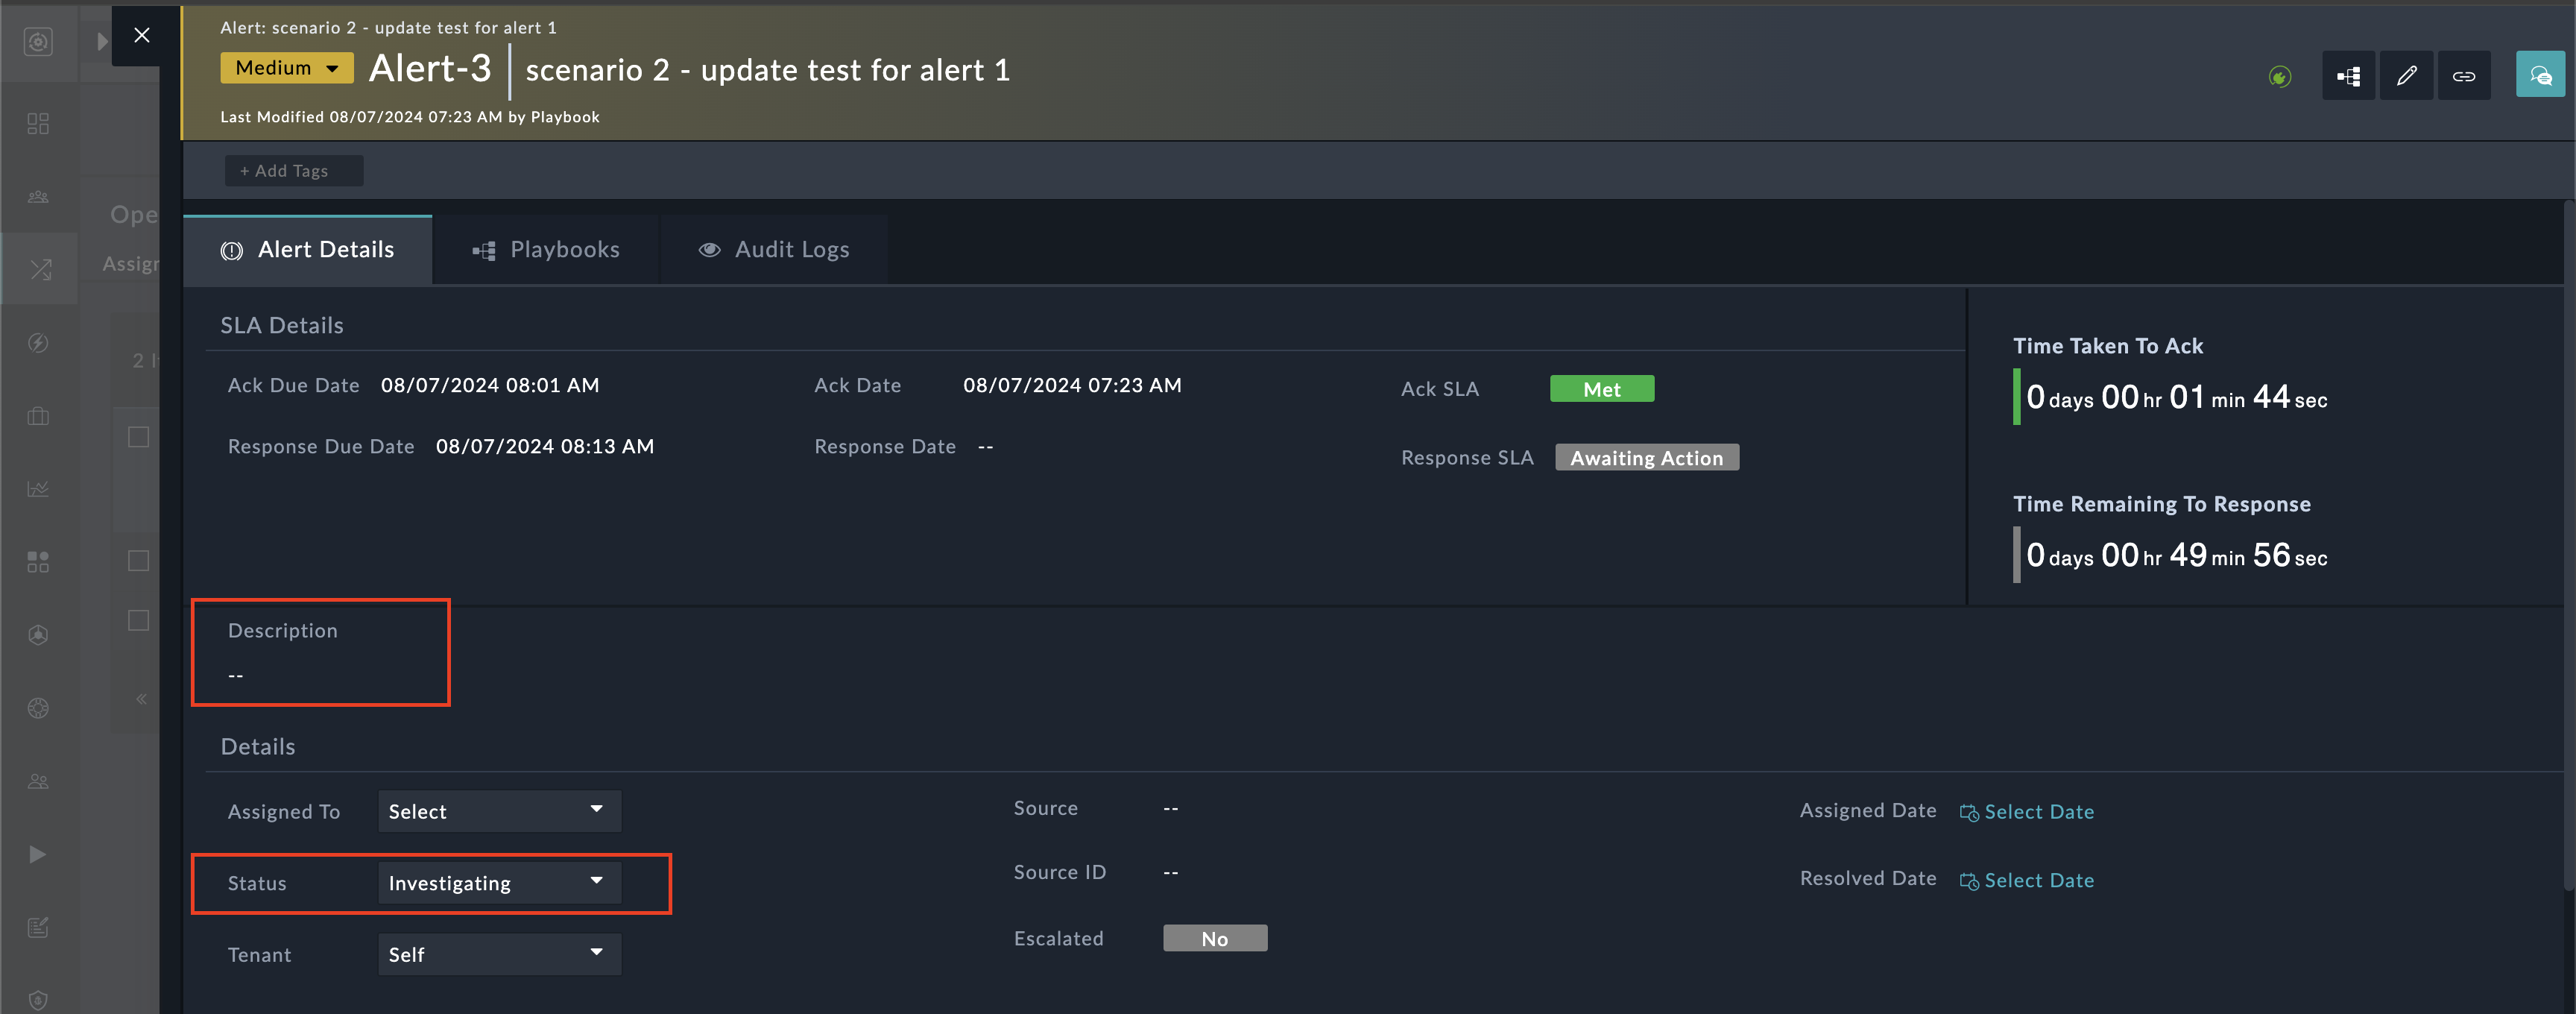 Alert: scenario 2 - update test for alert 1
Medium Alert-3 scenario 2 - update test for alert 1
Last Modified 08/07/2024 07:23 AM by Playbook
+ Add Tags
Ope
Assign
2 It
Alert Details Playbooks Audit Logs
SLA Details
Ack Due Date 08/07/2024 08:01 AM Ack Date 08/07/2024 07:23 AM Ack SLA Met
Response Due Date 08/07/2024 08:13 AM Response Date -- Response SLA Awaiting Action
Time Taken To Ack
0 days 00 hr 01 min 44 sec
Time Remaining To Response
0 days 00 hr 49 min 56 sec
Description
--
Details
Assigned To Select Source -- Assigned Date Select Date
Status Investigating Source ID -- Resolved Date Select Date
Tenant Self Escalated No